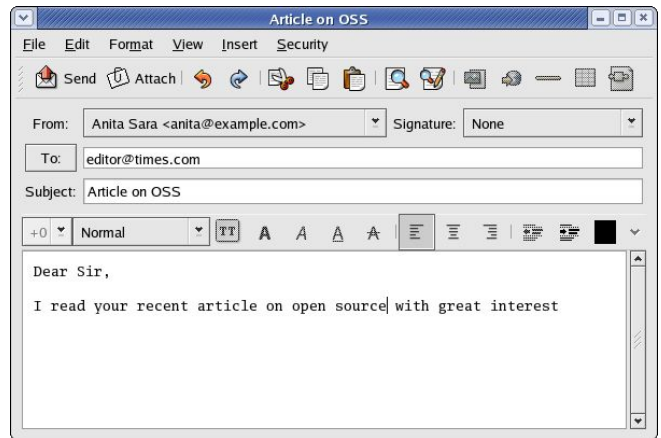 Article on OSS
File Edit Format View Insert Security
Send Attach
From: Anita Sara <anita@example.com> Signature: None
To: editor@times.com
Subject: Article on OSS
+0 Normal TT A A A A
Dear Sir,
I read your recent article on open source with great interest